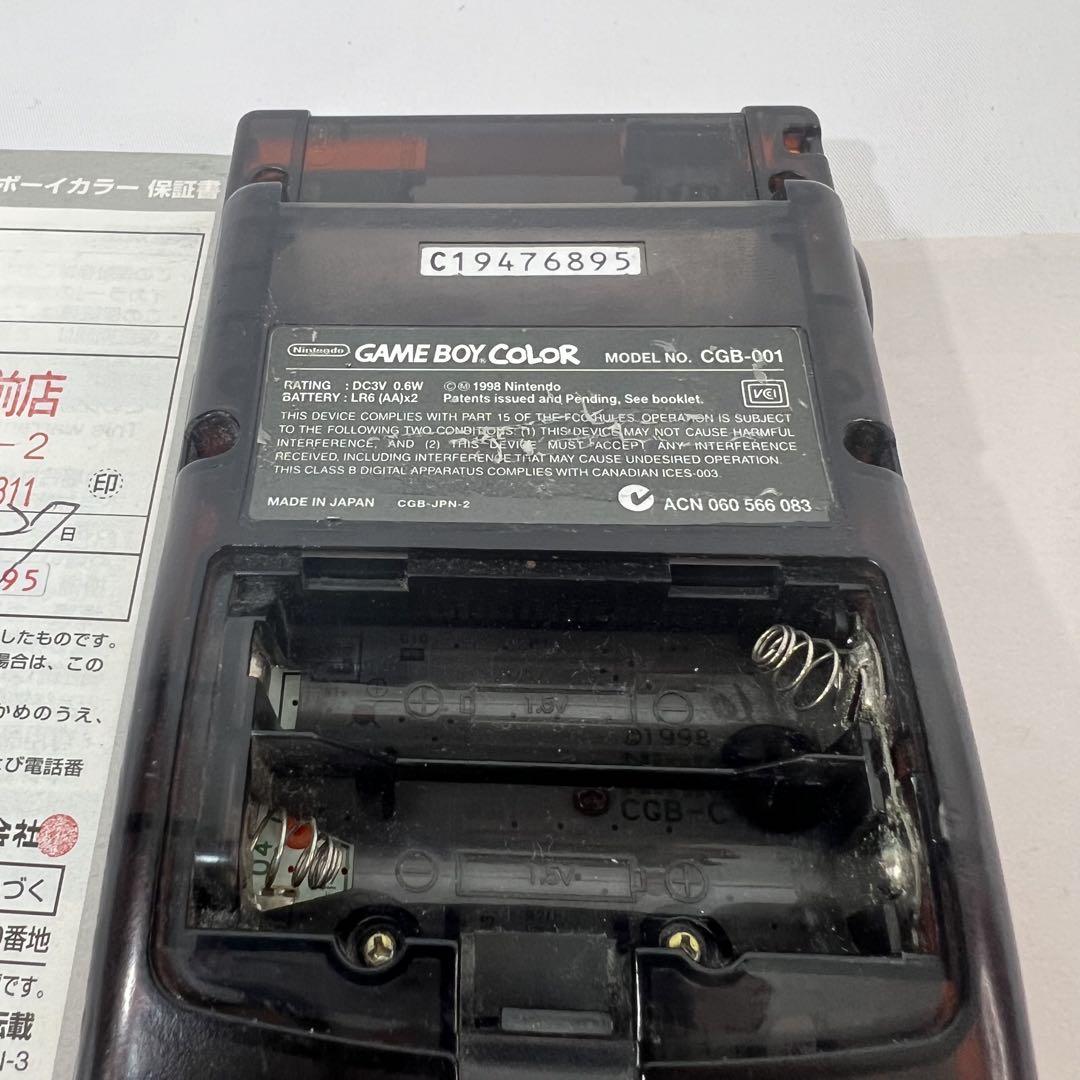 ボーイカラー 保証書
前店
-2
311
印
日
95
したものです。
場合は、この
かめのうえ、
び電話番
会社
づく
番地
です。
転載
-3
C19476895
Nintendo GAME BOY COLOR MODEL NO. CGB-001
RATING : DC3V 0.6W
BATTERY : LR6 (AA)x2
©Ⓜ 1998 Nintendo
Patents issued and Pending, See booklet.
VCI
THIS DEVICE COMPLIES WITH PART 15 OF THE FCC RULES. OPERATION IS SUBJECT
TO THE FOLLOWING TWO CONDITIONS: (1) THIS DEVICE MAY NOT CAUSE HARMFUL
INTERFERENCE, AND (2) THIS DEVICE MUST ACCEPT ANY INTERFERENCE
RECEIVED, INCLUDING INTERFERENCE THAT MAY CAUSE UNDESIRED OPERATION.
THIS CLASS B DIGITAL APPARATUS COMPLIES WITH CANADIAN ICES-003.
MADE IN JAPAN CGB-JPN-2
ACN 060 566 083
+ 1.5V −
©1998
CGB-C
04
− 1.5V +